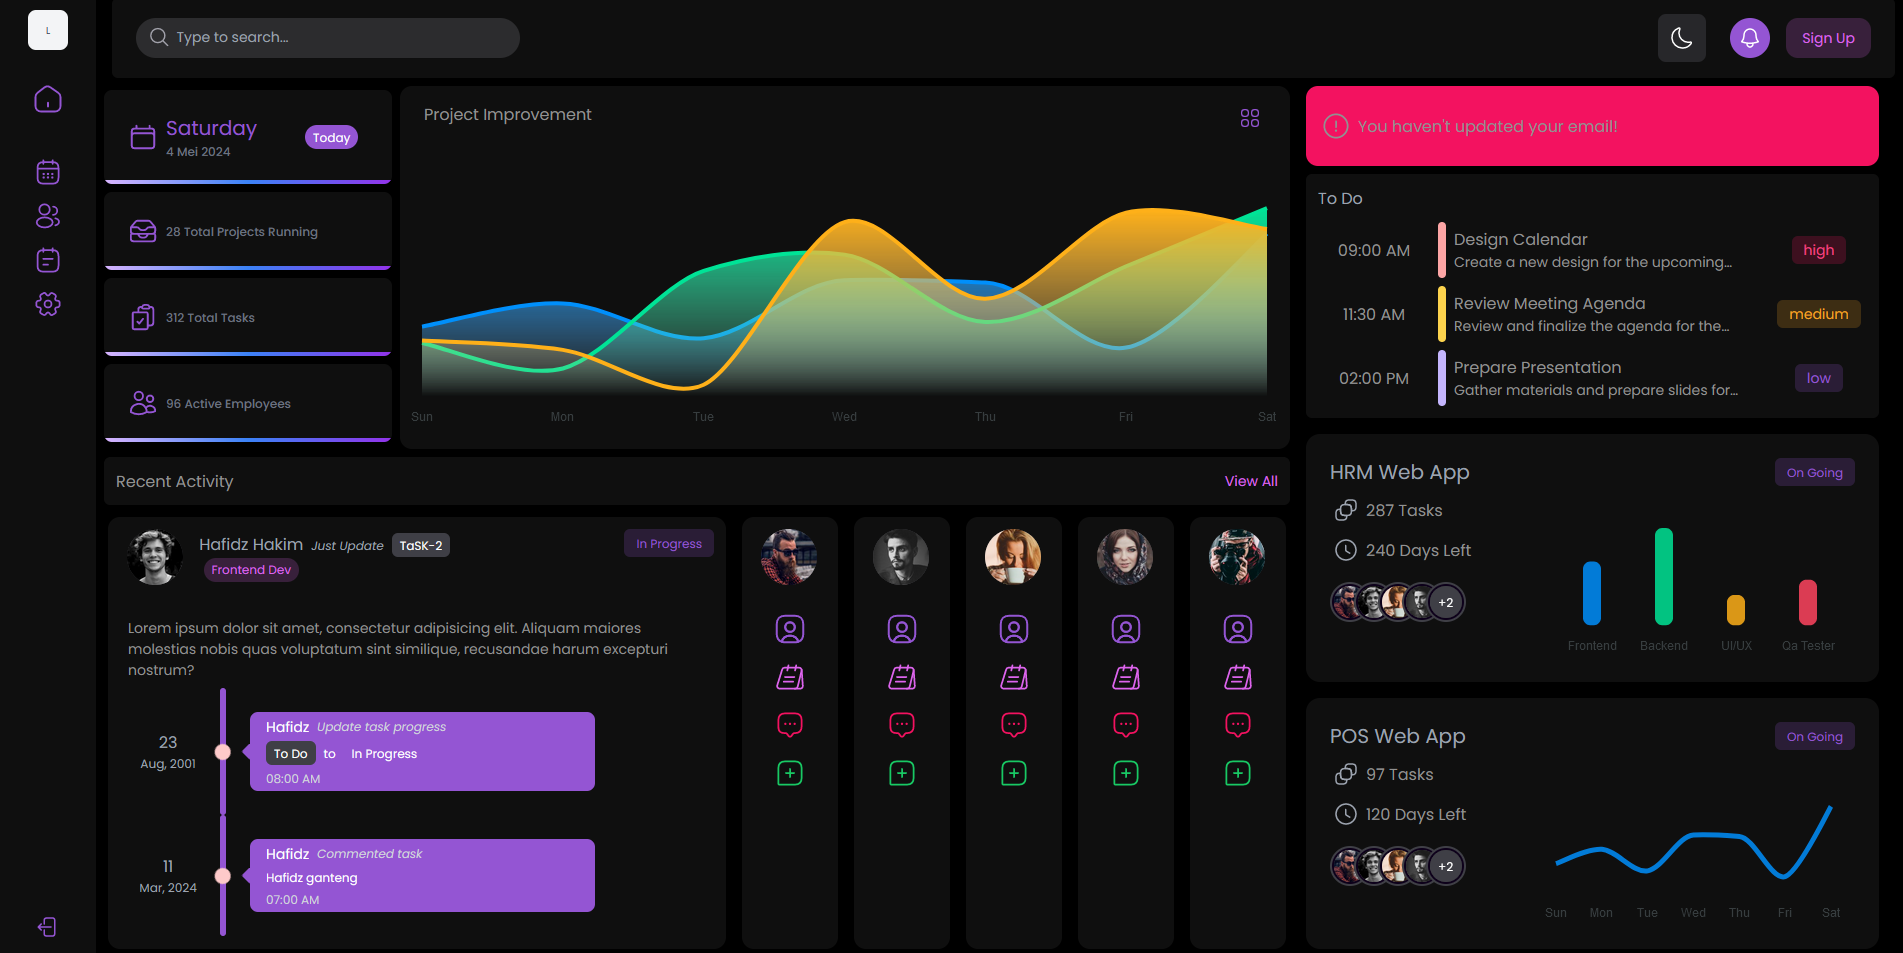 L
Type to search...
Sign Up
Saturday
4 Mei 2024
Today
28 Total Projects Running
312 Total Tasks
96 Active Employees
Project Improvement
Sun Mon Tue Wed Thu Fri Sat
You haven't updated your email!
To Do
09:00 AM
Design Calendar
Create a new design for the upcoming...
high
11:30 AM
Review Meeting Agenda
Review and finalize the agenda for the...
medium
02:00 PM
Prepare Presentation
Gather materials and prepare slides for...
low
Recent Activity
View All
Hafidz Hakim Just Update TaSK-2
In Progress
Frontend Dev
Lorem ipsum dolor sit amet, consectetur adipisicing elit. Aliquam maiores
molestias nobis quas voluptatum sint similique, recusandae harum excepturi
nostrum?
23
Aug, 2001
Hafidz Update task progress
To Do to In Progress
08:00 AM
11
Mar, 2024
Hafidz Commented task
Hafidz ganteng
07:00 AM
HRM Web App
On Going
287 Tasks
240 Days Left
+2
Frontend Backend UI/UX Qa Tester
POS Web App
On Going
97 Tasks
120 Days Left
+2
Sun Mon Tue Wed Thu Fri Sat